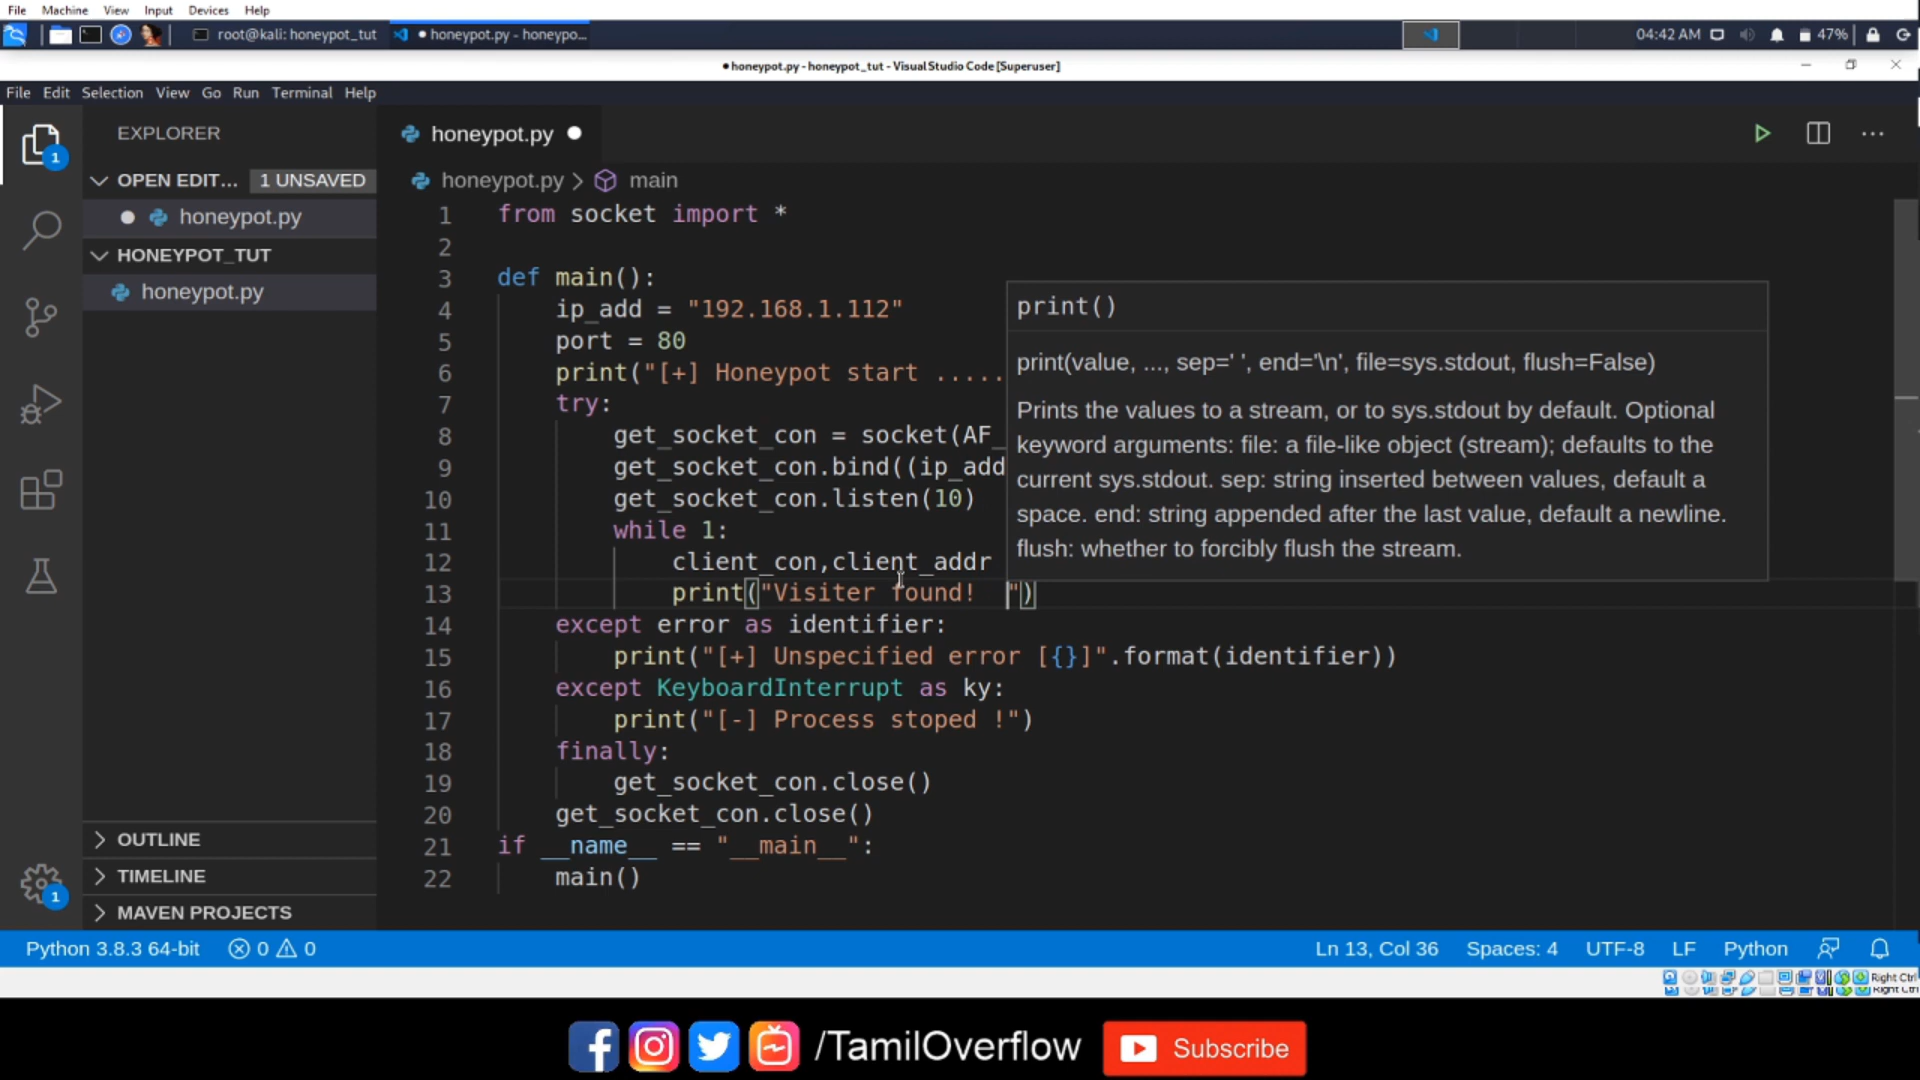 File Machine View Input Devices Help
root@kali: honeypot_tut ● honeypot.py - honeypo... 04:42 AM 47%
● honeypot.py - honeypot_tut - Visual Studio Code [Superuser]
File Edit Selection View Go Run Terminal Help
EXPLORER
1
OPEN EDIT... 1 UNSAVED
honeypot.py
HONEYPOT_TUT
honeypot.py
OUTLINE
TIMELINE
MAVEN PROJECTS
1
honeypot.py
honeypot.py > main
1 from socket import *
2
3 def main():
4 ip_add = "192.168.1.112"
5 port = 80
6 print("[+] Honeypot start .....
7 try:
8 get_socket_con = socket(AF_
9 get_socket_con.bind((ip_add
10 get_socket_con.listen(10)
11 while 1:
12 client_con,client_addr
13 print("Visiter found! ")
14 except error as identifier:
15 print("[+] Unspecified error [{}]".format(identifier))
16 except KeyboardInterrupt as ky:
17 print("[-] Process stoped !")
18 finally:
19 get_socket_con.close()
20 get_socket_con.close()
21 if __name__ == "__main__":
22 main()
print()
print(value, ..., sep=' ', end='\n', file=sys.stdout, flush=False)
Prints the values to a stream, or to sys.stdout by default. Optional
keyword arguments: file: a file-like object (stream); defaults to the
current sys.stdout. sep: string inserted between values, default a
space. end: string appended after the last value, default a newline.
flush: whether to forcibly flush the stream.
Python 3.8.3 64-bit 0 0 Ln 13, Col 36 Spaces: 4 UTF-8 LF Python
Right Ctrl
Right Ctrl
/TamilOverflow Subscribe